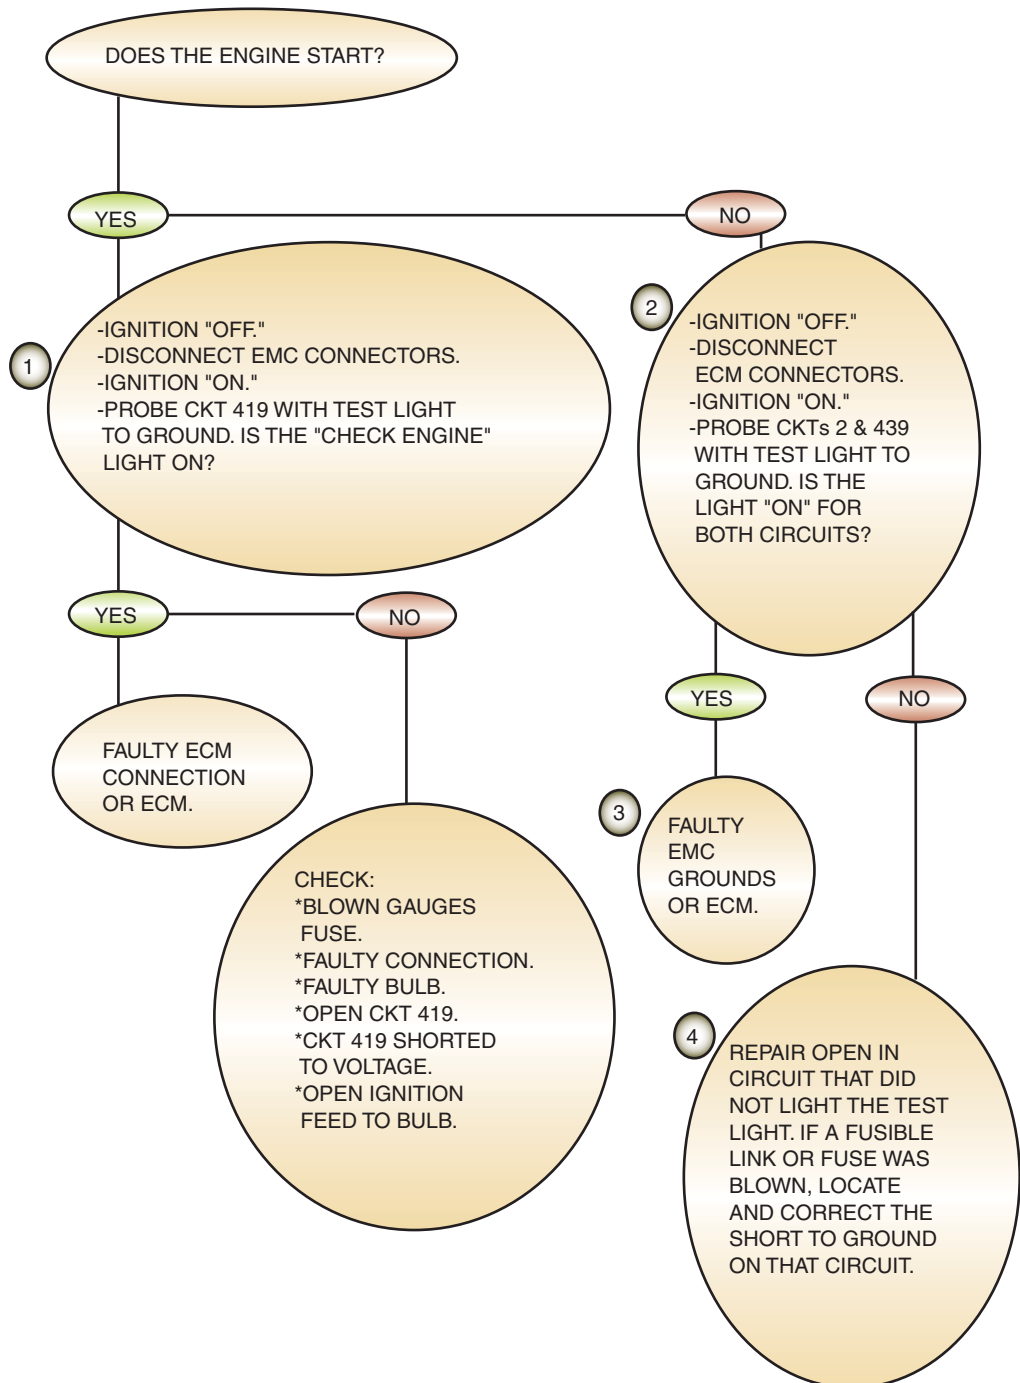 DOES THE ENGINE START?
YES
NO
1
-IGNITION "OFF."
-DISCONNECT EMC CONNECTORS.
-IGNITION "ON."
-PROBE CKT 419 WITH TEST LIGHT
TO GROUND. IS THE "CHECK ENGINE"
LIGHT ON?
2
-IGNITION "OFF."
-DISCONNECT
ECM CONNECTORS.
-IGNITION "ON."
-PROBE CKTs 2 & 439
WITH TEST LIGHT TO
GROUND. IS THE
LIGHT "ON" FOR
BOTH CIRCUITS?
YES
NO
YES
NO
FAULTY ECM
CONNECTION
OR ECM.
CHECK:
*BLOWN GAUGES
FUSE.
*FAULTY CONNECTION.
*FAULTY BULB.
*OPEN CKT 419.
*CKT 419 SHORTED
TO VOLTAGE.
*OPEN IGNITION
FEED TO BULB.
3
FAULTY
EMC
GROUNDS
OR ECM.
4
REPAIR OPEN IN
CIRCUIT THAT DID
NOT LIGHT THE TEST
LIGHT. IF A FUSIBLE
LINK OR FUSE WAS
BLOWN, LOCATE
AND CORRECT THE
SHORT TO GROUND
ON THAT CIRCUIT.